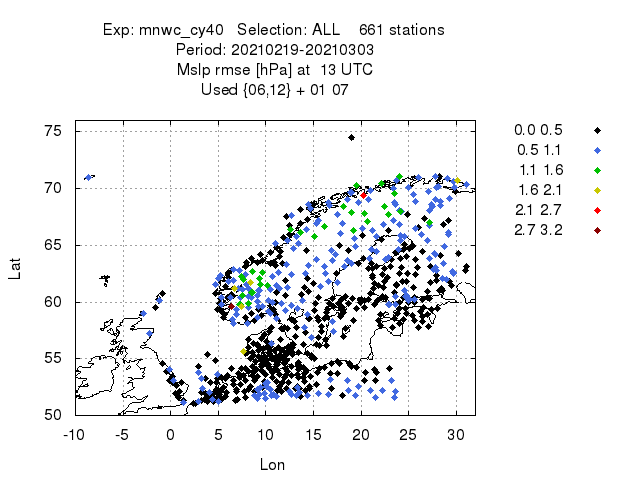 Exp: mnwc_cy40   Selection: ALL    661 stations
Period: 20210219-20210303
Mslp rmse [hPa] at  13 UTC
Used {06,12} + 01 07
0.0 0.5
0.5 1.1
1.1 1.6
1.6 2.1
2.1 2.7
2.7 3.2
75
70
65
60
55
50
Lat
-10 -5 0 5 10 15 20 25 30
Lon